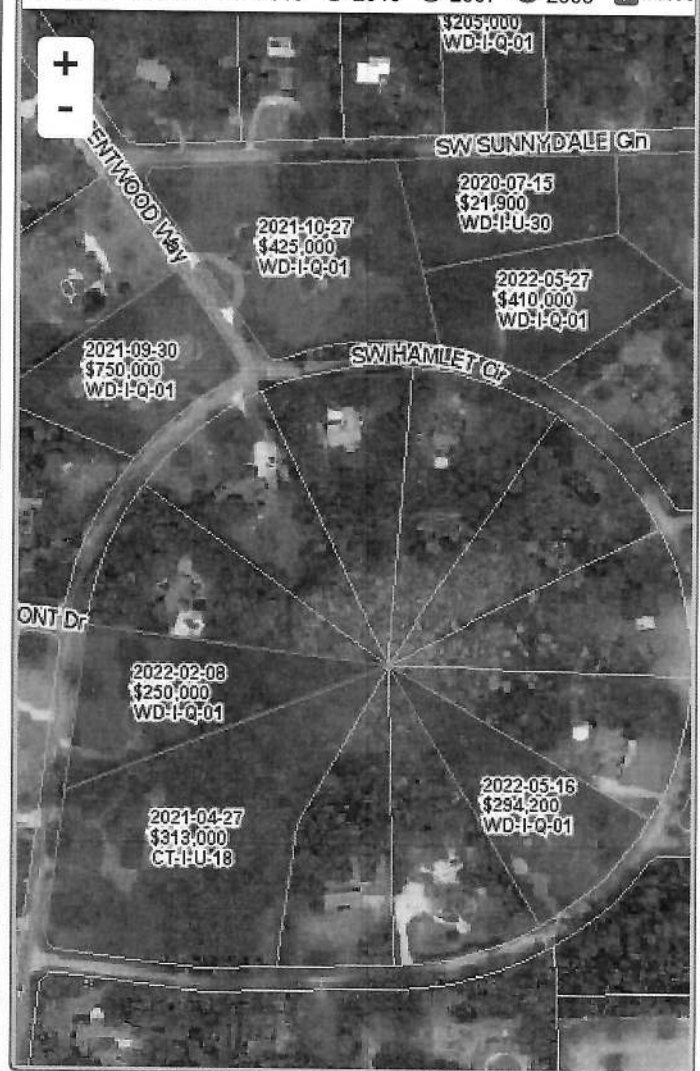 +
-
$205,000
WD-I-Q-01
SW SUNNYDALE Gln
ENTWOOD Way
2020-07-15
$21,900
WD-I-U-30
2021-10-27
$425,000
WD-I-Q-01
2022-05-27
$410,000
WD-I-Q-01
2021-09-30
$750,000
WD-I-Q-01
SW HAMLET Cir
ONT Dr
2022-02-08
$250,000
WD-I-Q-01
2022-05-16
$294,200
WD-I-Q-01
2021-04-27
$313,000
CT-I-U-18